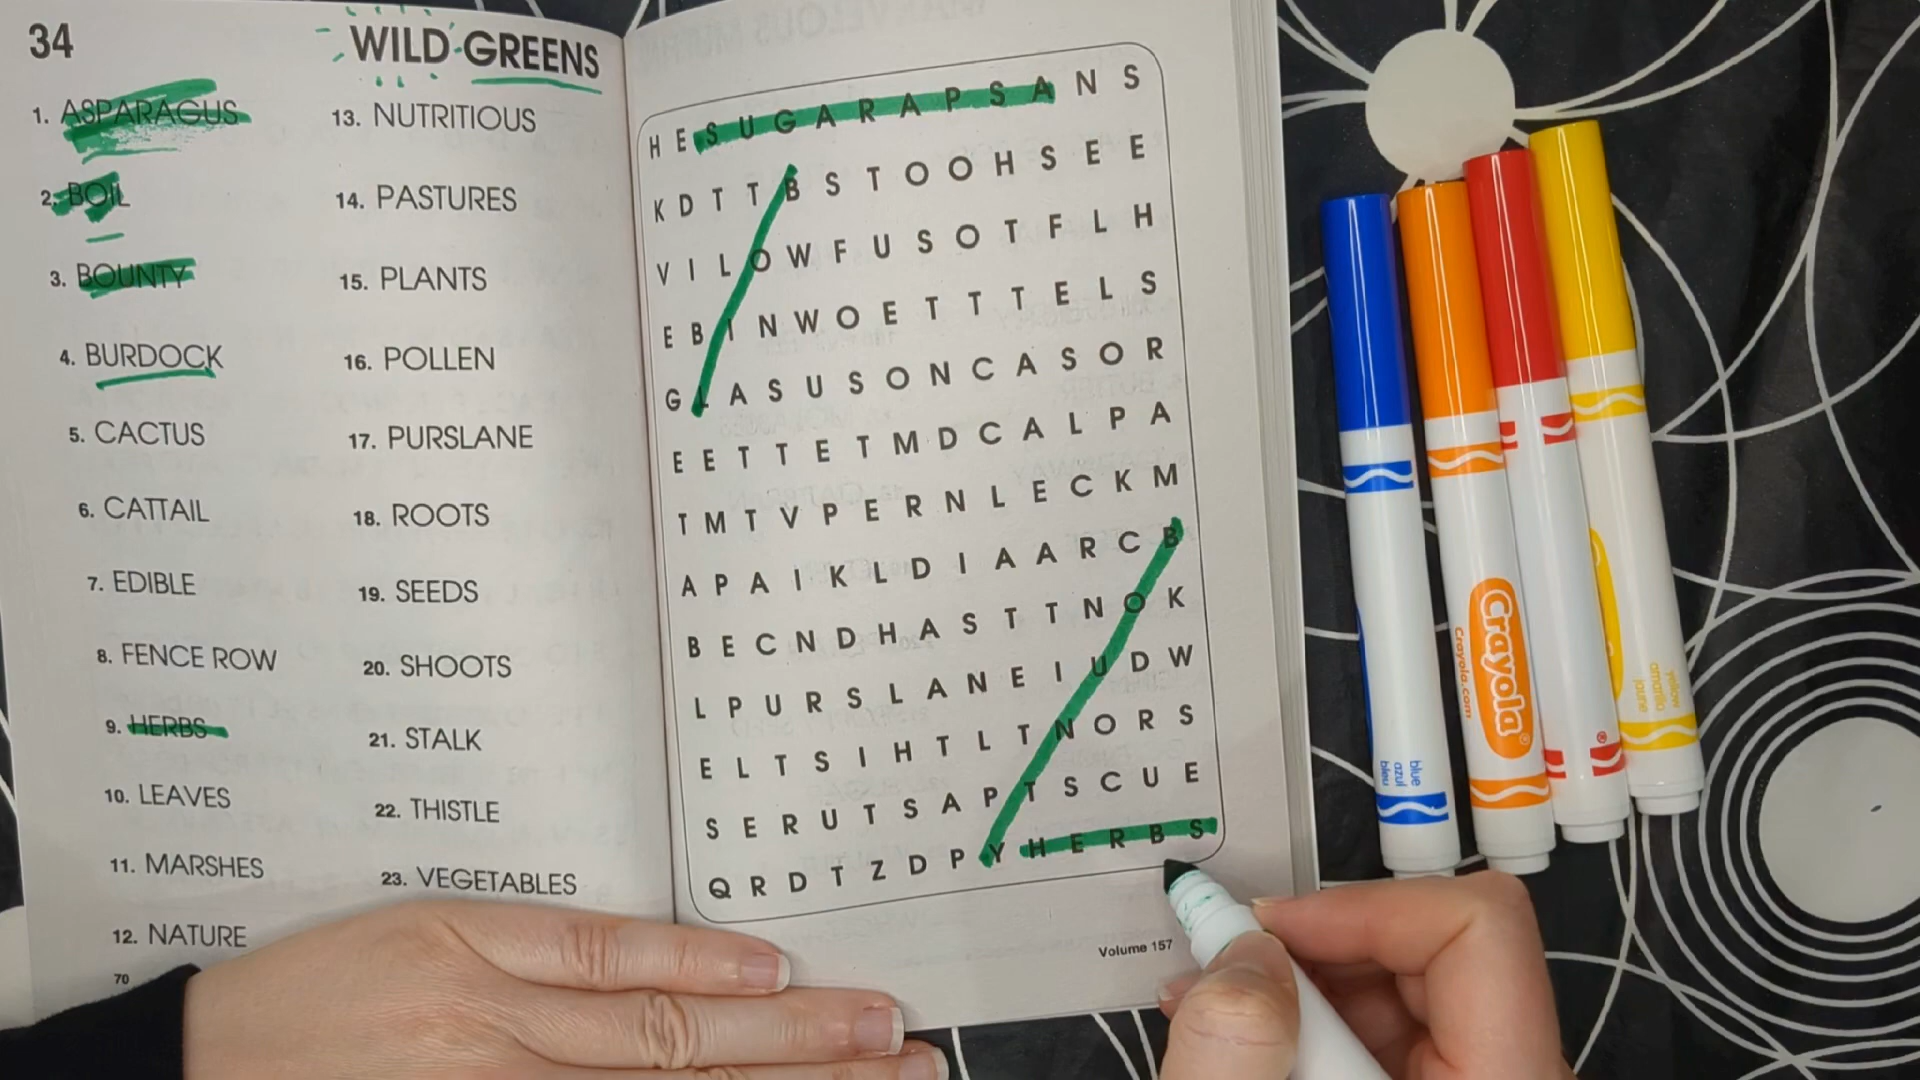 34
WILD GREENS
1. ASPARAGUS
2. BOIL
3. BOUNTY
4. BURDOCK
5. CACTUS
6. CATTAIL
7. EDIBLE
8. FENCE ROW
9. HERBS
10. LEAVES
11. MARSHES
12. NATURE
70
13. NUTRITIOUS
14. PASTURES
15. PLANTS
16. POLLEN
17. PURSLANE
18. ROOTS
19. SEEDS
20. SHOOTS
21. STALK
22. THISTLE
23. VEGETABLES
H E S U G A R A P S A N S
K D T T B S T O O H S E E
V I L O W F U S O T F L H
E B I N W O E T T T E L S
G L A S U S O N C A S O R
E E T T E T M D C A L P A
T M T V P E R N L E C K M
A P A I K L D I A A R C B
B E C N D H A S T T N O K
L P U R S L A N E I U D W
E L T S I H T L T N O R S
S E R U T S A P T S C U E
Q R D T Z D P Y H E R B S
Volume 157
blue
azul
bleu
Crayola
Crayola.com
yellow
amarillo
jaune